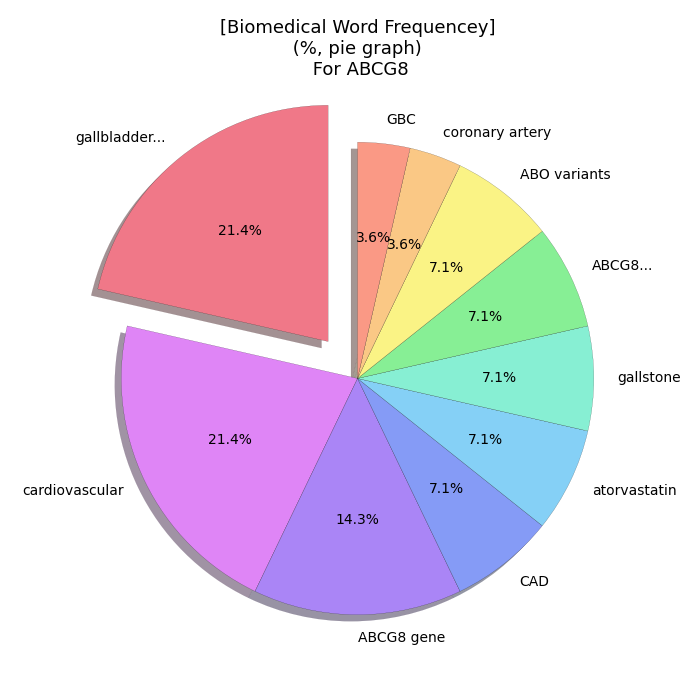 [Biomedical Word Frequencey]
(%, pie graph)
For ABCG8
GBC
coronary artery
gallbladder...
ABO variants
21.4%
3.6%
3.6%
7.1%
ABCG8...
7.1%
7.1%
gallstone
21.4%
7.1%
cardiovascular
7.1%
atorvastatin
14.3%
CAD
ABCG8 gene